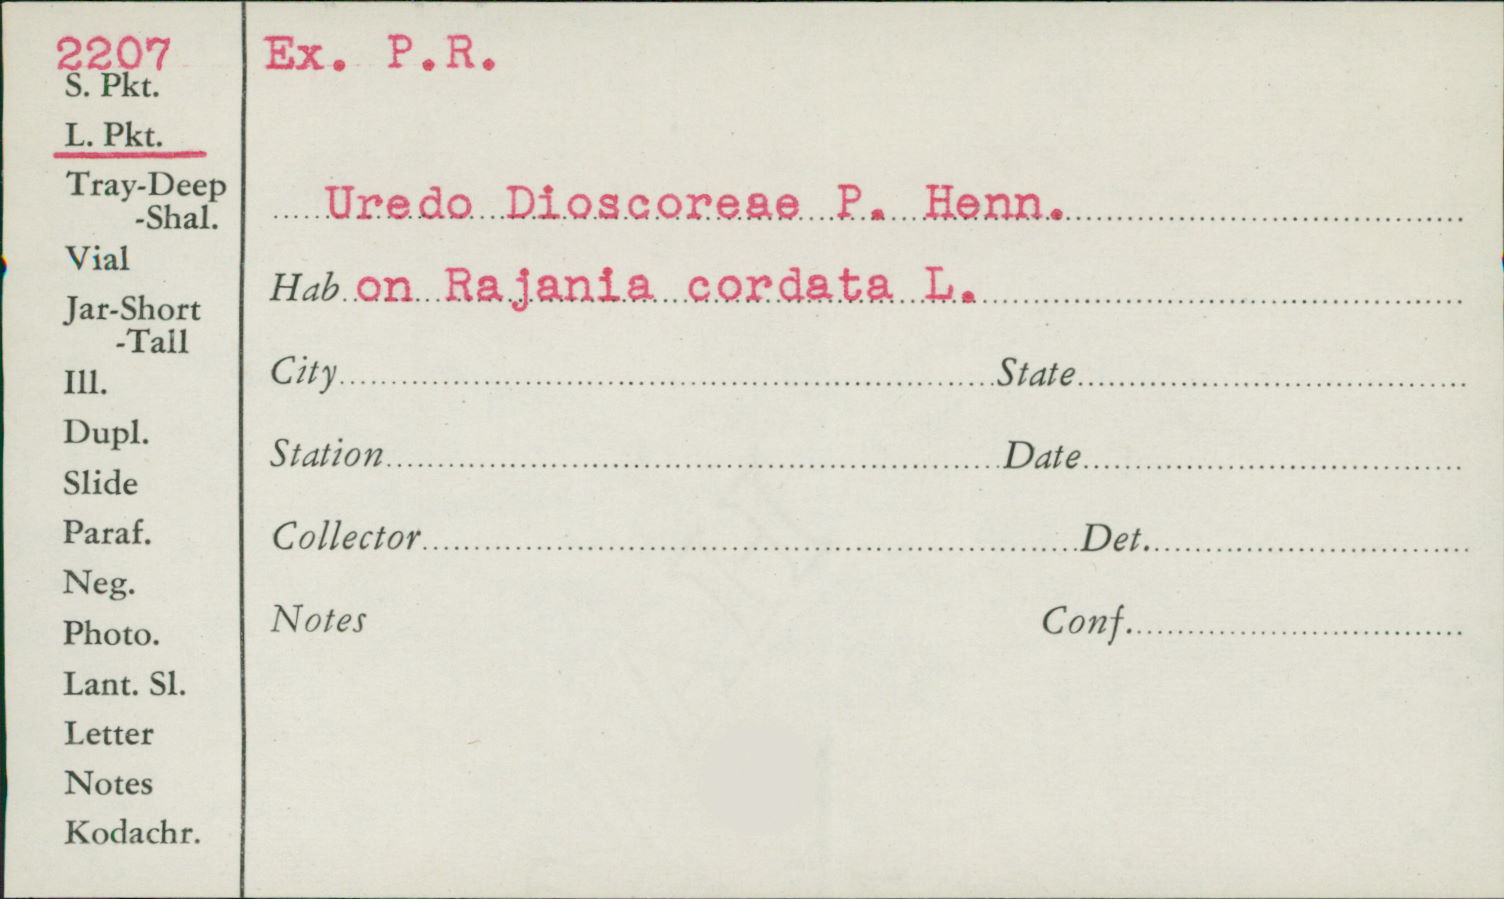 2207
S. Pkt.
L. Pkt.
Tray-Deep
-Shal.
Vial
Jar-Short
-Tall
Ill.
Dupl.
Slide
Paraf.
Neg.
Photo.
Lant. Sl.
Letter
Notes
Kodachr.
Ex. P.R.
Uredo Dioscoreae P. Henn.
Hab on Rajania cordata L.
City State
Station Date
Collector Det.
Notes Conf.